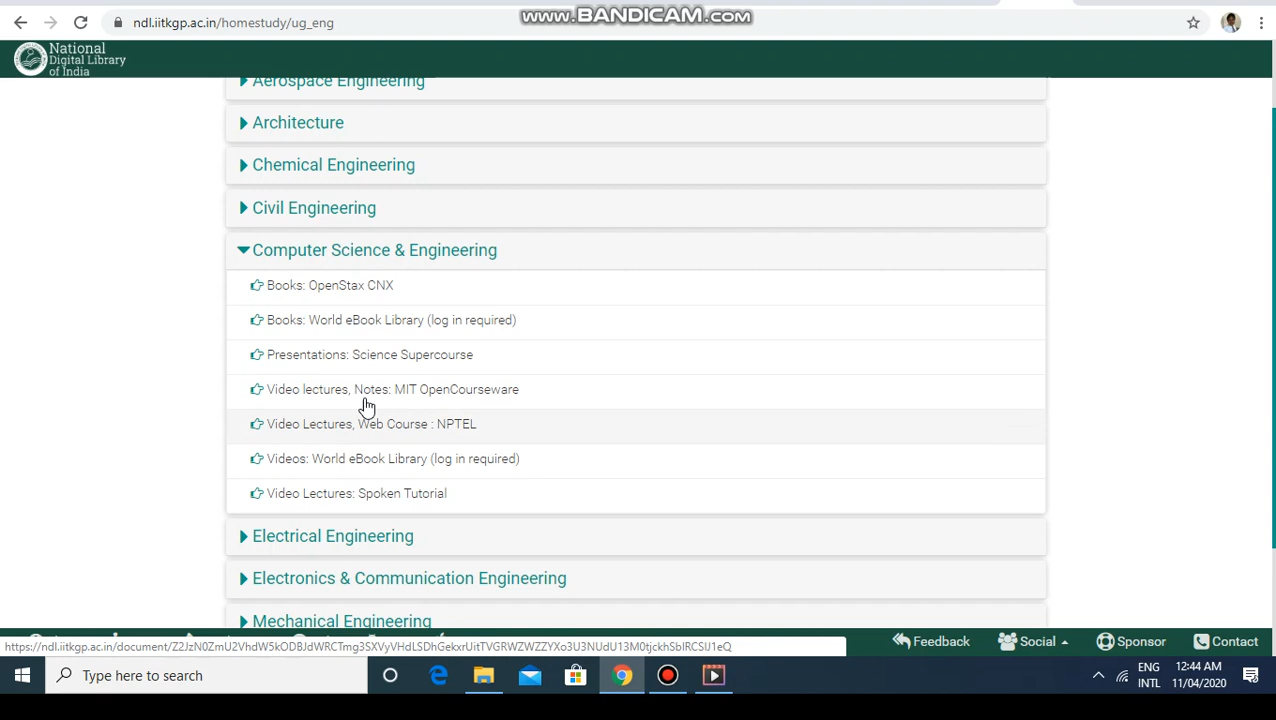 www.BANDICAM.com
ndl.iitkgp.ac.in/homestudy/ug_eng
National
Digital Library
of India
Aerospace Engineering
Architecture
Chemical Engineering
Civil Engineering
Computer Science & Engineering
Books: OpenStax CNX
Books: World eBook Library (log in required)
Presentations: Science Supercourse
Video lectures, Notes: MIT OpenCourseware
Video Lectures, Web Course : NPTEL
Videos: World eBook Library (log in required)
Video Lectures: Spoken Tutorial
Electrical Engineering
Electronics & Communication Engineering
Mechanical Engineering
Feedback
Social
Sponsor
Contact
Type here to search
ENG
INTL
12:44 AM
11/04/2020